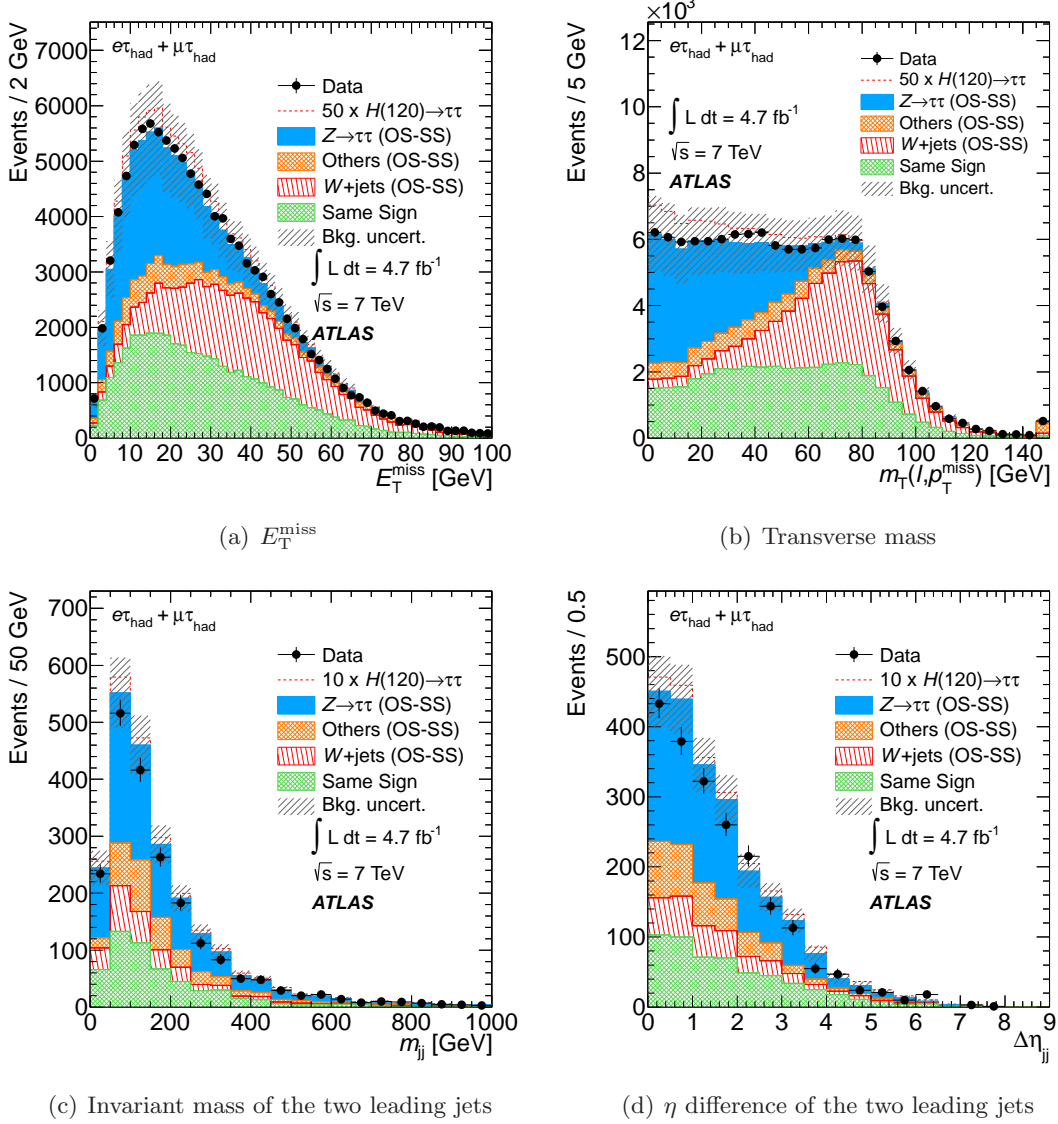 Events / 2 GeV
7000
6000
5000
4000
3000
2000
1000
0
eτhad + μτhad
Data
50 x H(120)→ττ
Z→ττ (OS-SS)
Others (OS-SS)
W+jets (OS-SS)
Same Sign
Bkg. uncert.
∫ L dt = 4.7 fb⁻¹
√s = 7 TeV
ATLAS
0 10 20 30 40 50 60 70 80 90 100
E_T^miss [GeV]
(a) E_T^miss
×10³
Events / 5 GeV
12
10
8
6
4
2
0
eτhad + μτhad
∫ L dt = 4.7 fb⁻¹
√s = 7 TeV
ATLAS
Data
50 x H(120)→ττ
Z→ττ (OS-SS)
Others (OS-SS)
W+jets (OS-SS)
Same Sign
Bkg. uncert.
0 20 40 60 80 100 120 140
m_T(l,p_T^miss) [GeV]
(b) Transverse mass
Events / 50 GeV
700
600
500
400
300
200
100
0
eτhad + μτhad
Data
10 x H(120)→ττ
Z→ττ (OS-SS)
Others (OS-SS)
W+jets (OS-SS)
Same Sign
Bkg. uncert.
∫ L dt = 4.7 fb⁻¹
√s = 7 TeV
ATLAS
0 200 400 600 800 1000
m_jj [GeV]
(c) Invariant mass of the two leading jets
Events / 0.5
500
400
300
200
100
0
eτhad + μτhad
Data
10 x H(120)→ττ
Z→ττ (OS-SS)
Others (OS-SS)
W+jets (OS-SS)
Same Sign
Bkg. uncert.
∫ L dt = 4.7 fb⁻¹
√s = 7 TeV
ATLAS
0 1 2 3 4 5 6 7 8 9
Δη_jj
(d) η difference of the two leading jets